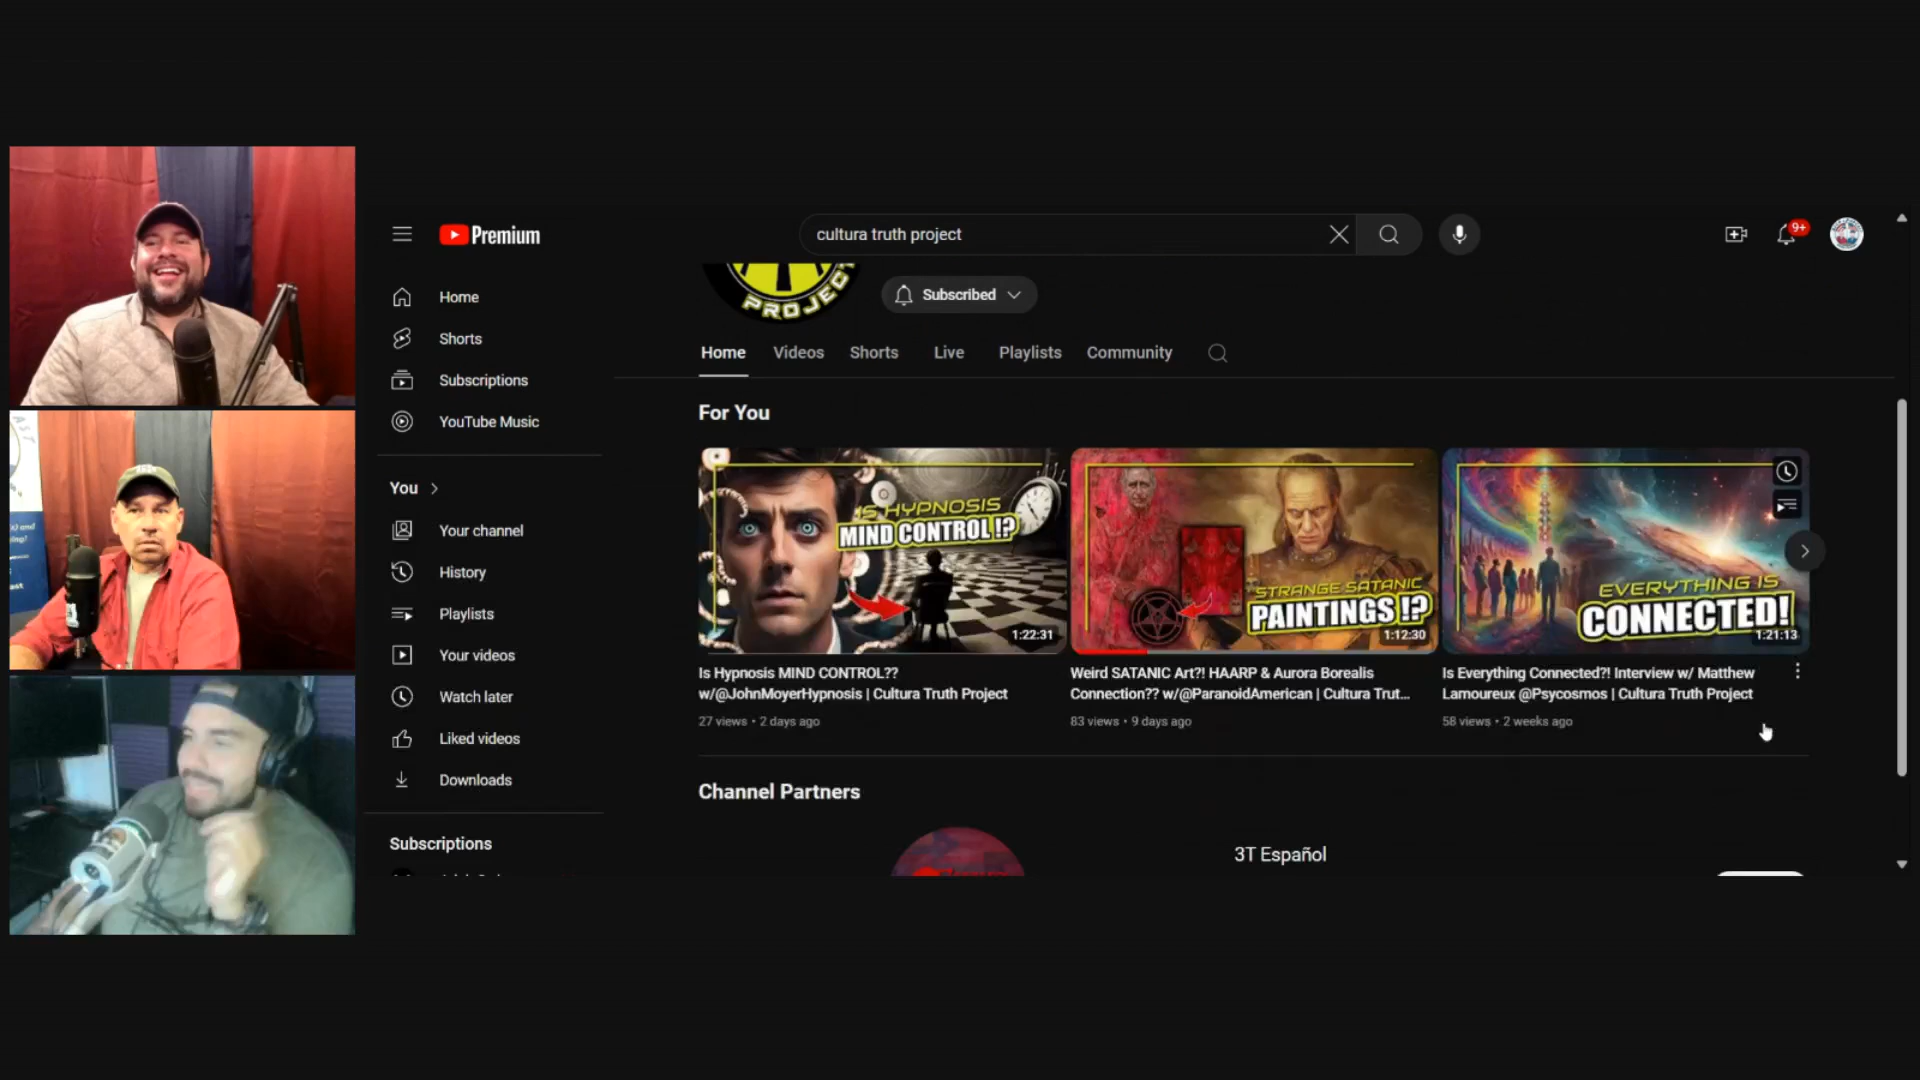 Premium
cultura truth project
9+
Home
Shorts
Subscriptions
YouTube Music
You
Your channel
History
Playlists
Your videos
Watch later
Liked videos
Downloads
Subscriptions
PROJEC
Subscribed
Home
Videos
Shorts
Live
Playlists
Community
For You
IS HYPNOSIS
MIND CONTROL!?
1:22:31
STRANGE SATANIC
PAINTINGS!?
1:12:30
EVERYTHING IS
CONNECTED!
1:21:13
Is Hypnosis MIND CONTROL??
w/@JohnMoyerHypnosis | Cultura Truth Project
27 views • 2 days ago
Weird SATANIC Art?! HAARP & Aurora Borealis
Connection?? w/@ParanoidAmerican | Cultura Trut...
83 views • 9 days ago
Is Everything Connected?! Interview w/ Matthew
Lamoureux @Psycosmos | Cultura Truth Project
58 views • 2 weeks ago
Channel Partners
3T Español